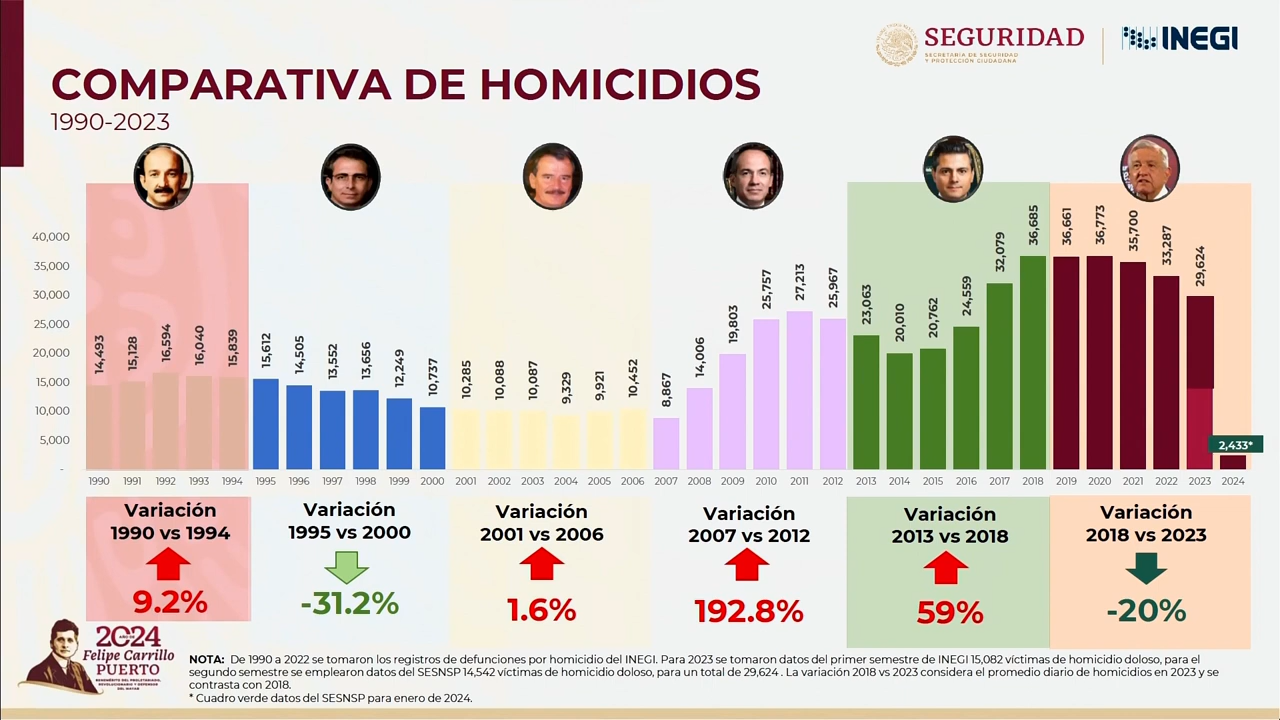 SEGURIDAD
SECRETARÍA DE SEGURIDAD
Y PROTECCIÓN CIUDADANA
INEGI
COMPARATIVA DE HOMICIDIOS
1990-2023
40,000
35,000
30,000
25,000
20,000
15,000
10,000
5,000
-
14,493
15,128
16,594
16,040
15,839
15,612
14,505
13,552
13,656
12,249
10,737
10,285
10,088
10,087
9,329
9,921
10,452
8,867
14,006
19,803
25,757
27,213
25,967
23,063
20,010
20,762
24,559
32,079
36,685
36,661
36,773
35,700
33,287
29,624
2,433*
1990 1991 1992 1993 1994 1995 1996 1997 1998 1999 2000 2001 2002 2003 2004 2005 2006 2007 2008 2009 2010 2011 2012 2013 2014 2015 2016 2017 2018 2019 2020 2021 2022 2023 2024
Variación
1990 vs 1994
9.2%
Variación
1995 vs 2000
-31.2%
Variación
2001 vs 2006
1.6%
Variación
2007 vs 2012
192.8%
Variación
2013 vs 2018
59%
Variación
2018 vs 2023
-20%
2024
AÑO DE
Felipe Carrillo
PUERTO
BENEMÉRITO DEL PROLETARIADO,
REVOLUCIONARIO Y DEFENSOR
DEL MAYAB
NOTA: De 1990 a 2022 se tomaron los registros de defunciones por homicidio del INEGI. Para 2023 se tomaron datos del primer semestre de INEGI 15,082 víctimas de homicidio doloso, para el
segundo semestre se emplearon datos del SESNSP 14,542 víctimas de homicidio doloso, para un total de 29,624 . La variación 2018 vs 2023 considera el promedio diario de homicidios en 2023 y se
contrasta con 2018.
* Cuadro verde datos del SESNSP para enero de 2024.